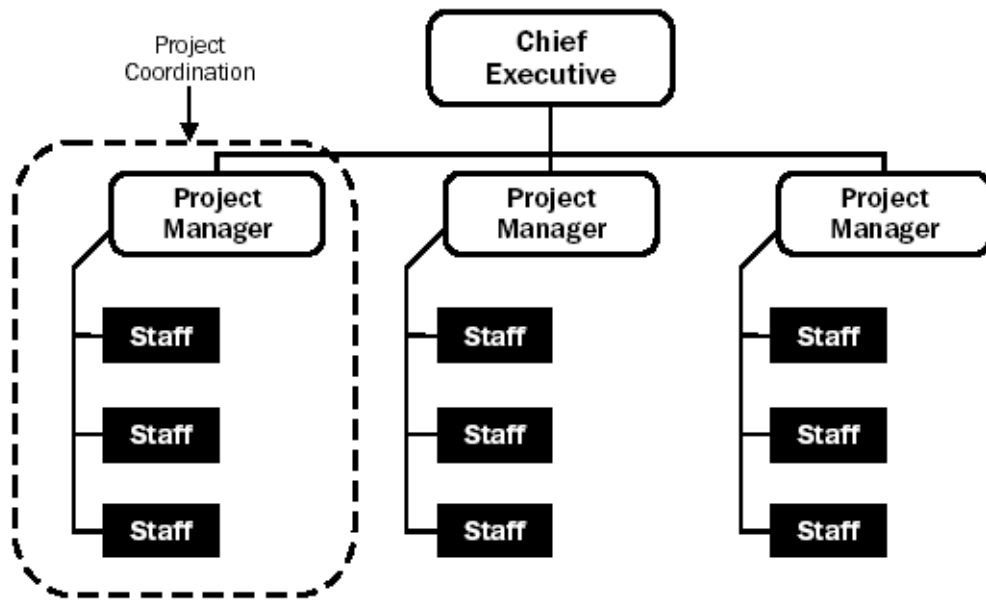 Project
Coordination
Chief
Executive
Project
Manager
Project
Manager
Project
Manager
Staff
Staff
Staff
Staff
Staff
Staff
Staff
Staff
Staff